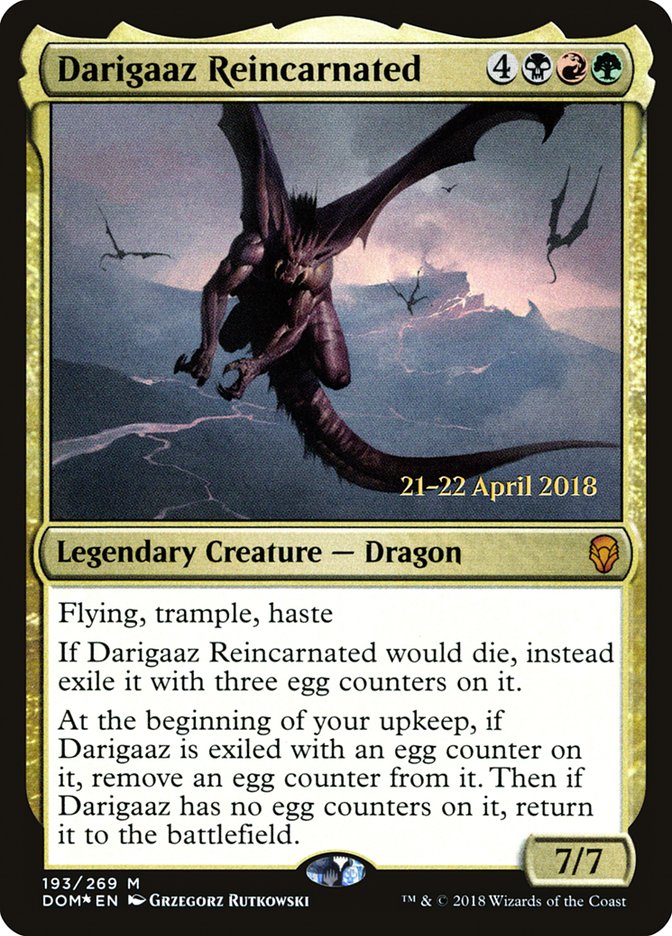 Darigaaz Reincarnated 4
21–22 April 2018
Legendary Creature — Dragon
Flying, trample, haste
If Darigaaz Reincarnated would die, instead
exile it with three egg counters on it.
At the beginning of your upkeep, if
Darigaaz is exiled with an egg counter on
it, remove an egg counter from it. Then if
Darigaaz has no egg counters on it, return
it to the battlefield.
7/7
193/269 M
DOM★EN Grzegorz Rutkowski ™ & © 2018 Wizards of the Coast